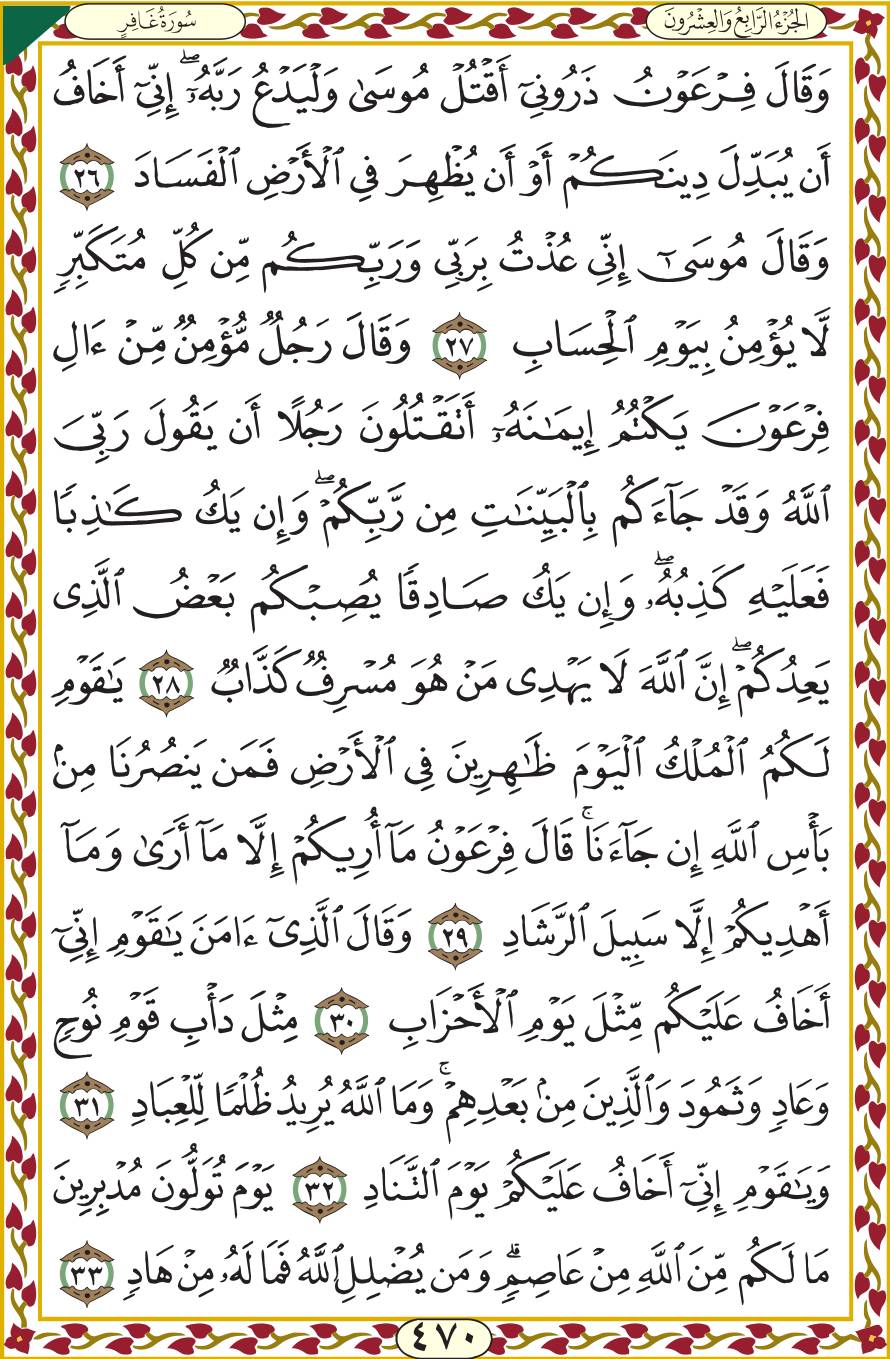 الجُزْءُ الرَّابِعُ وَالعِشْرُونَ
سُورَةُ غَافِرٍ
وَقَالَ فِرْعَوْنُ ذَرُونِىٓ أَقْتُلْ مُوسَىٰ وَلْيَدْعُ رَبَّهُۥٓۖ إِنِّىٓ أَخَافُ
أَن يُبَدِّلَ دِينَكُمْ أَوْ أَن يُظْهِرَ فِى ٱلْأَرْضِ ٱلْفَسَادَ ٢٦
وَقَالَ مُوسَىٰٓ إِنِّى عُذْتُ بِرَبِّى وَرَبِّكُم مِّن كُلِّ مُتَكَبِّرٍ
لَّا يُؤْمِنُ بِيَوْمِ ٱلْحِسَابِ ٢٧ وَقَالَ رَجُلٌ مُّؤْمِنٌ مِّنْ ءَالِ
فِرْعَوْنَ يَكْتُمُ إِيمَـٰنَهُۥٓ أَتَقْتُلُونَ رَجُلًا أَن يَقُولَ رَبِّىَ
ٱللَّهُ وَقَدْ جَآءَكُم بِٱلْبَيِّنَـٰتِ مِن رَّبِّكُمْۖ وَإِن يَكُ كَـٰذِبًا
فَعَلَيْهِ كَذِبُهُۥۖ وَإِن يَكُ صَادِقًا يُصِبْكُم بَعْضُ ٱلَّذِى
يَعِدُكُمْۖ إِنَّ ٱللَّهَ لَا يَهْدِى مَنْ هُوَ مُسْرِفٌ كَذَّابٌ ٢٨ يَـٰقَوْمِ
لَكُمُ ٱلْمُلْكُ ٱلْيَوْمَ ظَـٰهِرِينَ فِى ٱلْأَرْضِ فَمَن يَنصُرُنَا مِنۢ
بَأْسِ ٱللَّهِ إِن جَآءَنَاۚ قَالَ فِرْعَوْنُ مَآ أُرِيكُمْ إِلَّا مَآ أَرَىٰ وَمَآ
أَهْدِيكُمْ إِلَّا سَبِيلَ ٱلرَّشَادِ ٢٩ وَقَالَ ٱلَّذِىٓ ءَامَنَ يَـٰقَوْمِ إِنِّىٓ
أَخَافُ عَلَيْكُم مِّثْلَ يَوْمِ ٱلْأَحْزَابِ ٣٠ مِثْلَ دَأْبِ قَوْمِ نُوحٍ
وَعَادٍ وَثَمُودَ وَٱلَّذِينَ مِنۢ بَعْدِهِمْۚ وَمَا ٱللَّهُ يُرِيدُ ظُلْمًا لِّلْعِبَادِ ٣١
وَيَـٰقَوْمِ إِنِّىٓ أَخَافُ عَلَيْكُمْ يَوْمَ ٱلتَّنَادِ ٣٢ يَوْمَ تُوَلُّونَ مُدْبِرِينَ
مَا لَكُم مِّنَ ٱللَّهِ مِنْ عَاصِمٍۗ وَمَن يُضْلِلِ ٱللَّهُ فَمَا لَهُۥ مِنْ هَادٍ ٣٣
٤٧٠